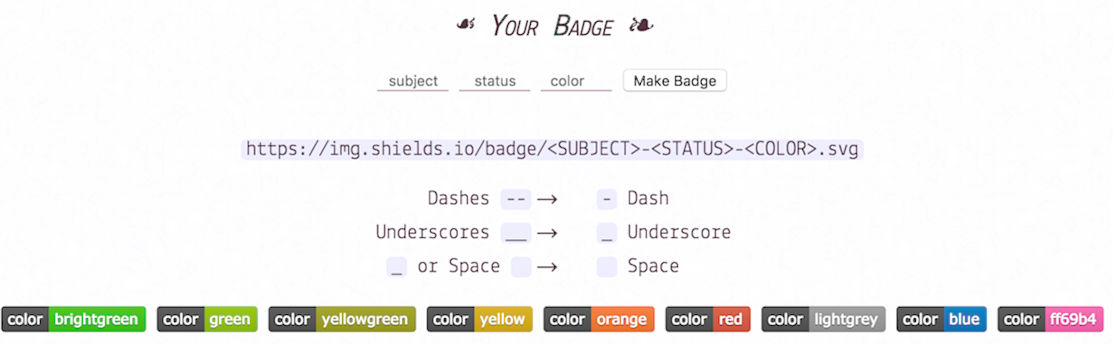 Your Badge
subject status color Make Badge
https://img.shields.io/badge/<SUBJECT>-<STATUS>-<COLOR>.svg
Dashes -- → - Dash
Underscores __ → _ Underscore
_ or Space → Space
color brightgreen color green color yellowgreen color yellow color orange color red color lightgrey color blue color ff69b4